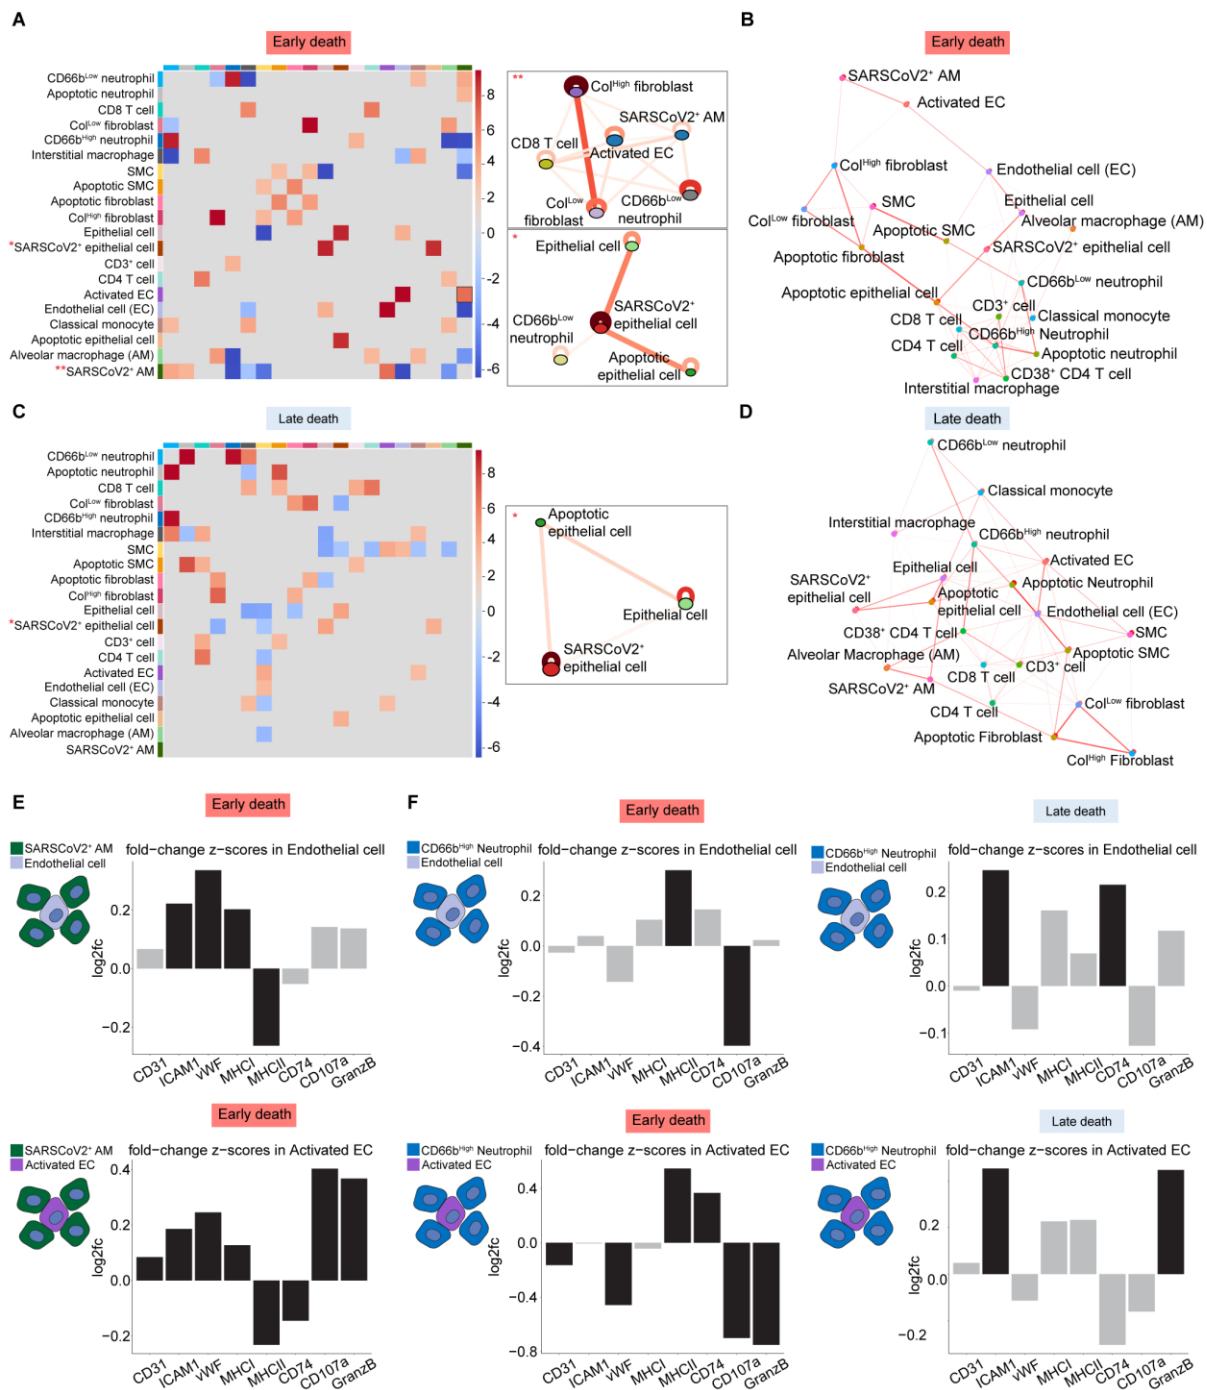 A
Early death
CD66bLow neutrophil
Apoptotic neutrophil
CD8 T cell
ColLow fibroblast
CD66bHigh neutrophil
Interstitial macrophage
SMC
Apoptotic SMC
Apoptotic fibroblast
ColHigh fibroblast
Epithelial cell
*SARSCoV2+ epithelial cell
CD3+ cell
CD4 T cell
Activated EC
Endothelial cell (EC)
Classical monocyte
Apoptotic epithelial cell
Alveolar macrophage (AM)
**SARSCoV2+ AM
8
6
4
2
0
-2
-4
-6
**
ColHigh fibroblast
SARSCoV2+ AM
CD8 T cell
Activated EC
ColLow
fibroblast
CD66bLow
neutrophil
*
Epithelial cell
SARSCoV2+
epithelial cell
CD66bLow
neutrophil
Apoptotic
epithelial cell
B
Early death
SARSCoV2+ AM
Activated EC
ColHigh fibroblast
Endothelial cell (EC)
SMC
Epithelial cell
ColLow fibroblast
Alveolar macrophage (AM)
Apoptotic SMC
SARSCoV2+ epithelial cell
Apoptotic fibroblast
CD66bLow
neutrophil
Apoptotic epithelial cell
CD3+ cell
CD8 T cell
Classical monocyte
CD66bHigh Neutrophil
CD4 T cell
Apoptotic neutrophil
CD38+ CD4 T cell
Interstitial macrophage
C
Late death
CD66bLow neutrophil
Apoptotic neutrophil
CD8 T cell
ColLow fibroblast
CD66bHigh neutrophil
Interstitial macrophage
SMC
Apoptotic SMC
Apoptotic fibroblast
ColHigh fibroblast
Epithelial cell
*SARSCoV2+ epithelial cell
CD3+ cell
CD4 T cell
Activated EC
Endothelial cell (EC)
Classical monocyte
Apoptotic epithelial cell
Alveolar macrophage (AM)
SARSCoV2+ AM
8
6
4
2
0
-2
-4
-6
*
Apoptotic
epithelial cell
Epithelial cell
SARSCoV2+
epithelial cell
D
Late death
CD66bLow neutrophil
Classical monocyte
Interstitial macrophage
CD66bHigh neutrophil
Activated EC
Epithelial cell
SARSCoV2+
epithelial cell
Apoptotic Neutrophil
Apoptotic
epithelial cell
Endothelial cell (EC)
CD38+ CD4 T cell
SMC
Alveolar Macrophage (AM)
Apoptotic SMC
CD8 T cell
CD3+ cell
SARSCoV2+ AM
CD4 T cell
ColLow fibroblast
Apoptotic Fibroblast
ColHigh Fibroblast
E
Early death
SARSCoV2+ AM
Endothelial cell
fold-change z-scores in Endothelial cell
log2fc
0.2
0.0
−0.2
CD31
ICAM1
vWF
MHCI
MHCII
CD74
CD107a
GranzB
Early death
SARSCoV2+ AM
Activated EC
fold-change z-scores in Activated EC
log2fc
0.4
0.2
0.0
−0.2
CD31
ICAM1
vWF
MHCI
MHCII
CD74
CD107a
GranzB
F
Early death
CD66bHigh Neutrophil
Endothelial cell
fold-change z-scores in Endothelial cell
log2fc
0.2
0.0
−0.2
−0.4
CD31
ICAM1
vWF
MHCI
MHCII
CD74
CD107a
GranzB
Late death
CD66bHigh Neutrophil
Endothelial cell
fold-change z-scores in Endothelial cell
log2fc
0.2
0.1
0.0
−0.1
CD31
ICAM1
vWF
MHCI
MHCII
CD74
CD107a
GranzB
Early death
CD66bHigh Neutrophil
Activated EC
fold-change z-scores in Activated EC
log2fc
0.4
0.0
−0.4
−0.8
CD31
ICAM1
vWF
MHCI
MHCII
CD74
CD107a
GranzB
Late death
CD66bHigh Neutrophil
Activated EC
fold-change z-scores in Activated EC
log2fc
0.2
0.0
−0.2
CD31
ICAM1
vWF
MHCI
MHCII
CD74
CD107a
GranzB